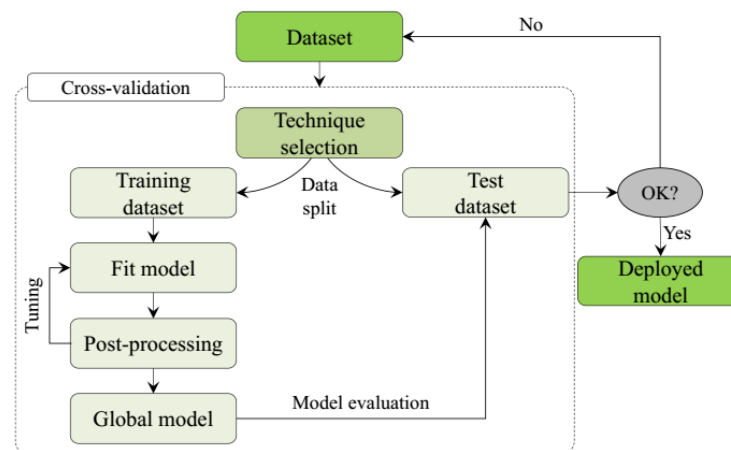 No
Dataset
Cross-validation
Technique
selection
Training
dataset
Data
split
Test
dataset
OK?
Yes
Fit model
Deployed
model
Tuning
Post-processing
Global model
Model evaluation